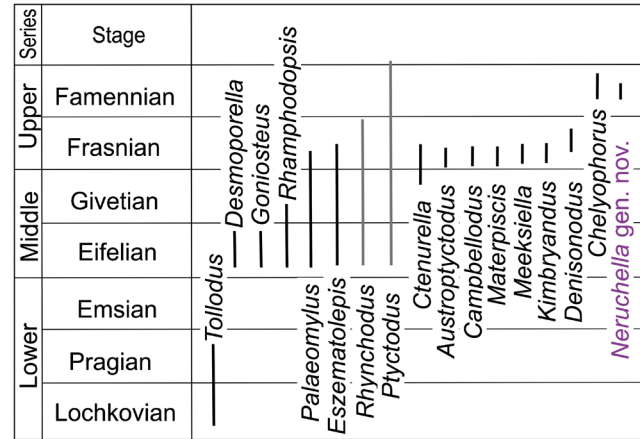 Series
Stage
Upper
Famennian
Frasnian
Middle
Givetian
Eifelian
Lower
Emsian
Pragian
Lochkovian
Tollodus
Desmoporella
Goniosteus
Rhamphodopsis
Palaeomylus
Eszematolepis
Rhynchodus
Ptyctodus
Ctenurella
Austroptyctodus
Campbellodus
Materpiscis
Meeksiella
Kimbryandus
Denisonodus
Chelyophorus
Neruchella gen. nov.